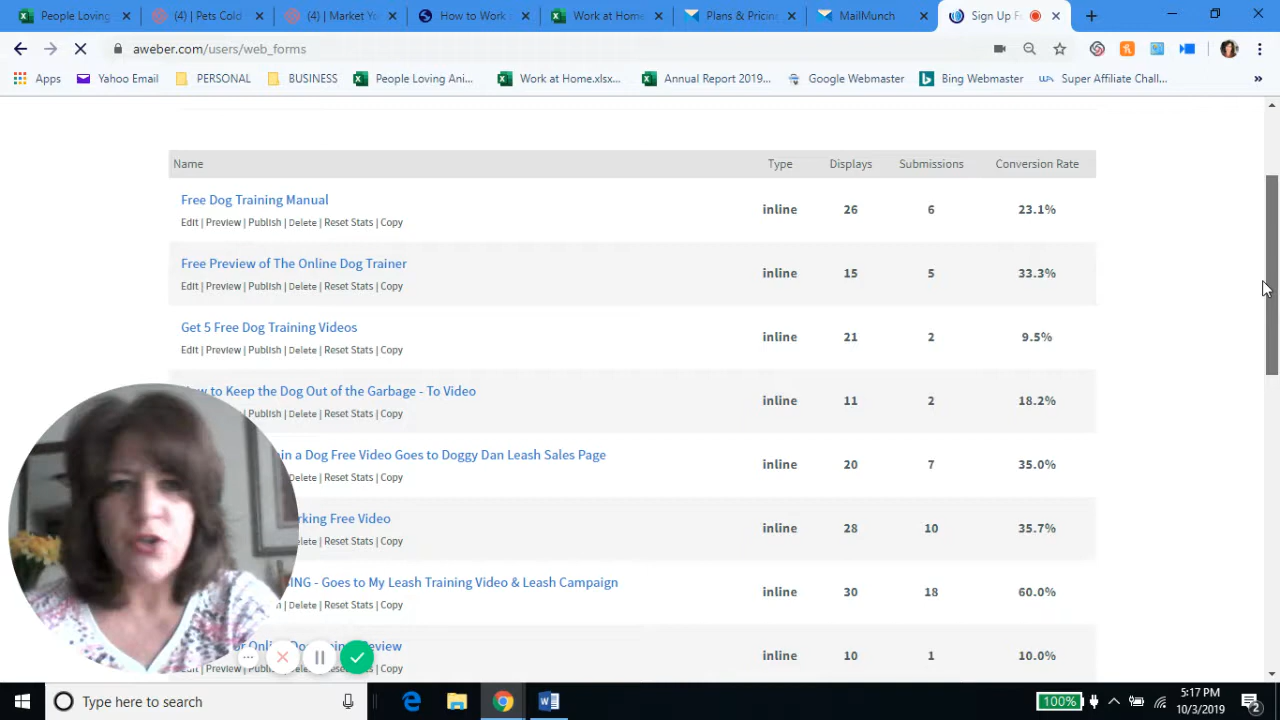 People Loving
(4) | Pets Cold
(4) | Market Yo
How to Work a
Work at Home.
Plans & Pricing
MailMunch
Sign Up F
aweber.com/users/web_forms
Apps
Yahoo Email
PERSONAL
BUSINESS
People Loving Ani...
Work at Home.xlsx...
Annual Report 2019...
Google Webmaster
Bing Webmaster
Super Affiliate Chall...
»
Name Type Displays Submissions Conversion Rate
Free Dog Training Manual
Edit | Preview | Publish | Delete | Reset Stats | Copy
inline 26 6 23.1%
Free Preview of The Online Dog Trainer
Edit | Preview | Publish | Delete | Reset Stats | Copy
inline 15 5 33.3%
Get 5 Free Dog Training Videos
Edit | Preview | Publish | Delete | Reset Stats | Copy
inline 21 2 9.5%
to Keep the Dog Out of the Garbage - To Video
Publish | Delete | Reset Stats | Copy
inline 11 2 18.2%
a Dog Free Video Goes to Doggy Dan Leash Sales Page
Reset Stats | Copy
inline 20 7 35.0%
rking Free Video
Reset Stats | Copy
inline 28 10 35.7%
ING - Goes to My Leash Training Video & Leash Campaign
Delete | Reset Stats | Copy
inline 30 18 60.0%
view
Preview | Publish | Delete | Copy
inline 10 1 10.0%
Type here to search
100%
5:17 PM
10/3/2019
2